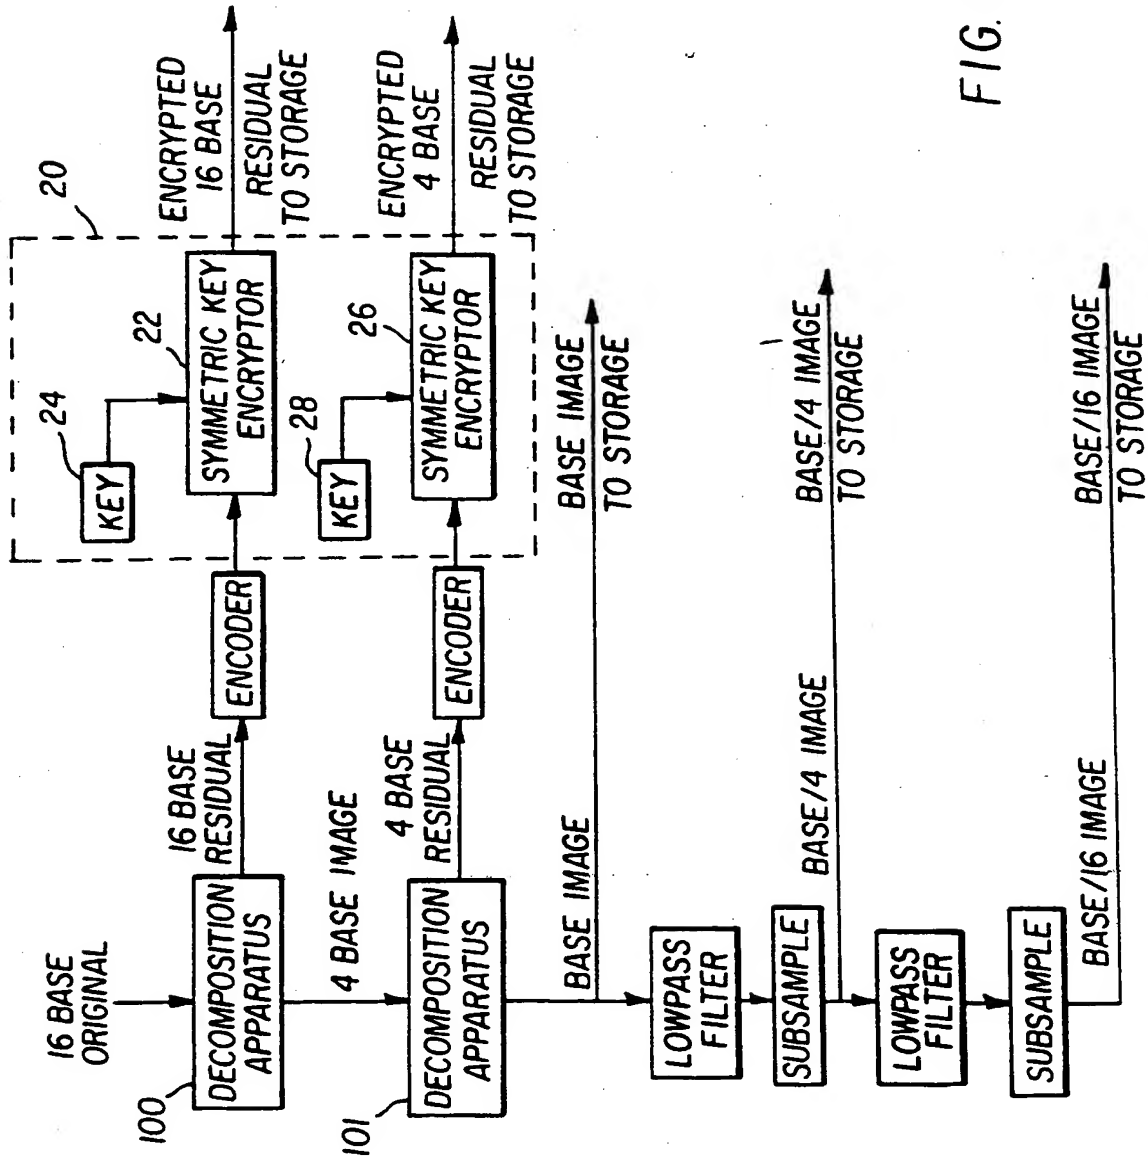 16 BASE
ORIGINAL
100
DECOMPOSITION
APPARATUS
16 BASE
RESIDUAL
ENCODER
20
24
KEY
22
SYMMETRIC KEY
ENCRYPTOR
ENCRYPTED
16 BASE
RESIDUAL
TO STORAGE
4 BASE IMAGE
101
DECOMPOSITION
APPARATUS
4 BASE
RESIDUAL
ENCODER
28
KEY
26
SYMMETRIC KEY
ENCRYPTOR
ENCRYPTED
4 BASE
RESIDUAL
TO STORAGE
BASE IMAGE
BASE IMAGE
TO STORAGE
LOWPASS
FILTER
SUBSAMPLE
BASE/4 IMAGE
BASE/4 IMAGE
TO STORAGE
LOWPASS
FILTER
SUBSAMPLE
BASE/16 IMAGE
BASE/16 IMAGE
TO STORAGE
FIG.